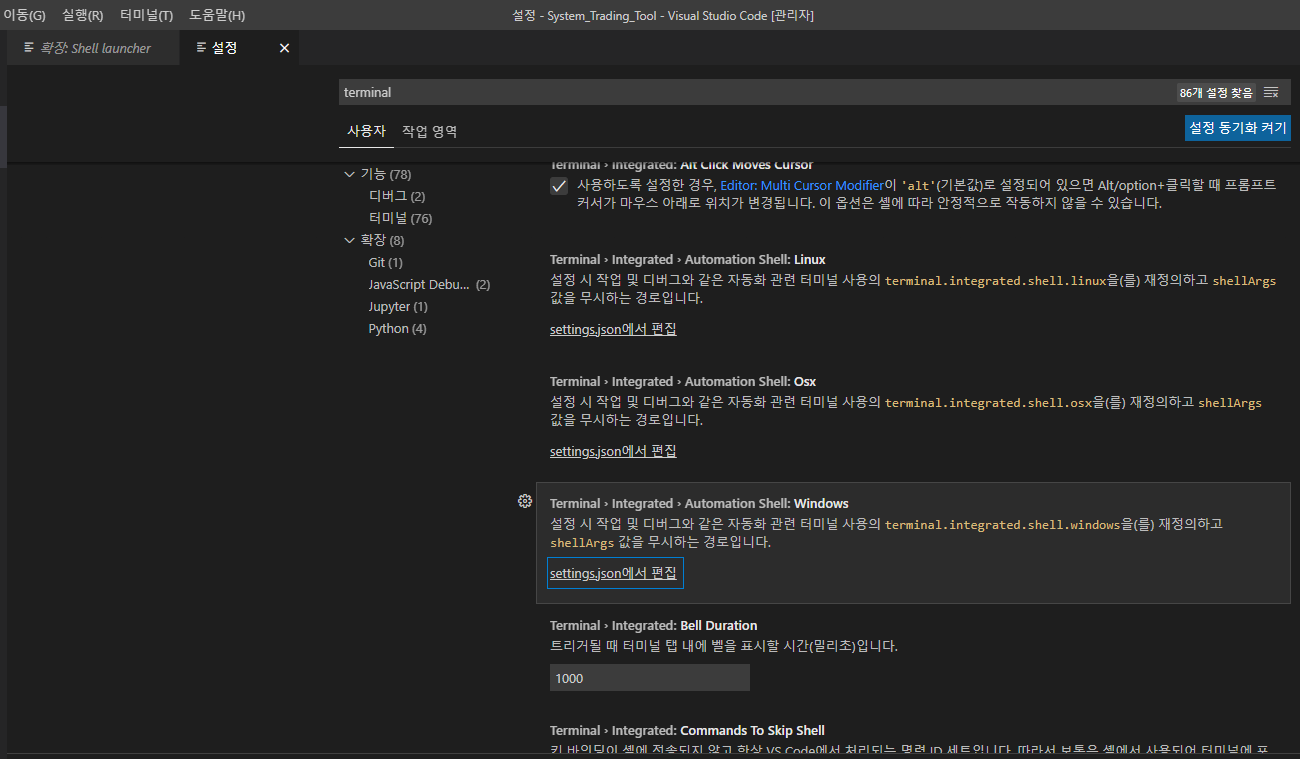 이동(G) 실행(R) 터미널(T) 도움말(H) 설정 - System_Trading_Tool - Visual Studio Code [관리자]
확장: Shell launcher 설정
terminal 86개 설정 찾음
사용자 작업 영역 설정 동기화 켜기
기능 (78)
디버그 (2)
터미널 (76)
확장 (8)
Git (1)
JavaScript Debu... (2)
Jupyter (1)
Python (4)
Terminal › Integrated: Alt Click Moves Cursor
사용하도록 설정한 경우, Editor: Multi Cursor Modifier이 'alt'(기본값)로 설정되어 있으면 Alt/option+클릭할 때 프롬프트
커서가 마우스 아래로 위치가 변경됩니다. 이 옵션은 셸에 따라 안정적으로 작동하지 않을 수 있습니다.
Terminal › Integrated › Automation Shell: Linux
설정 시 작업 및 디버그와 같은 자동화 관련 터미널 사용의 terminal.integrated.shell.linux을(를) 재정의하고 shellArgs
값을 무시하는 경로입니다.
settings.json에서 편집
Terminal › Integrated › Automation Shell: Osx
설정 시 작업 및 디버그와 같은 자동화 관련 터미널 사용의 terminal.integrated.shell.osx을(를) 재정의하고 shellArgs
값을 무시하는 경로입니다.
settings.json에서 편집
Terminal › Integrated › Automation Shell: Windows
설정 시 작업 및 디버그와 같은 자동화 관련 터미널 사용의 terminal.integrated.shell.windows을(를) 재정의하고
shellArgs 값을 무시하는 경로입니다.
settings.json에서 편집
Terminal › Integrated: Bell Duration
트리거될 때 터미널 탭 내에 벨을 표시할 시간(밀리초)입니다.
1000
Terminal › Integrated: Commands To Skip Shell
키 바인딩이 셸에 전송되지 않고 항상 VS Code에서 처리되는 명령 ID 세트입니다. 따라서 보통은 셸에서 사용되어 터미널에 포